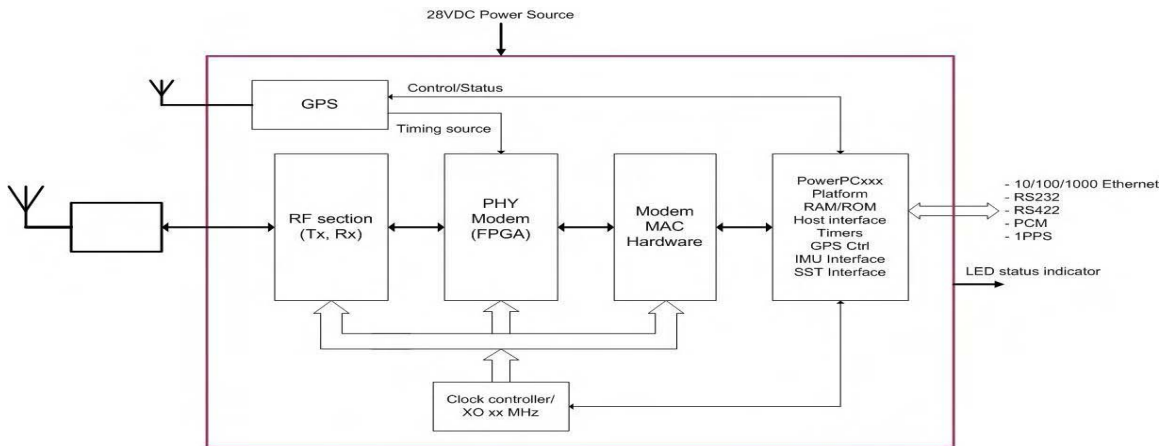 28VDC Power Source
GPS
Control/Status
Timing source
RF section
(Tx, Rx)
PHY
Modem
(FPGA)
Modem
MAC
Hardware
PowerPCxxx
Platform
RAM/ROM
Host interface
Timers
GPS Ctrl
IMU Interface
SST Interface
- 10/100/1000 Ethernet
- RS232
- RS422
- PCM
- 1PPS
LED status indicator
Clock controller/
XO xx MHz